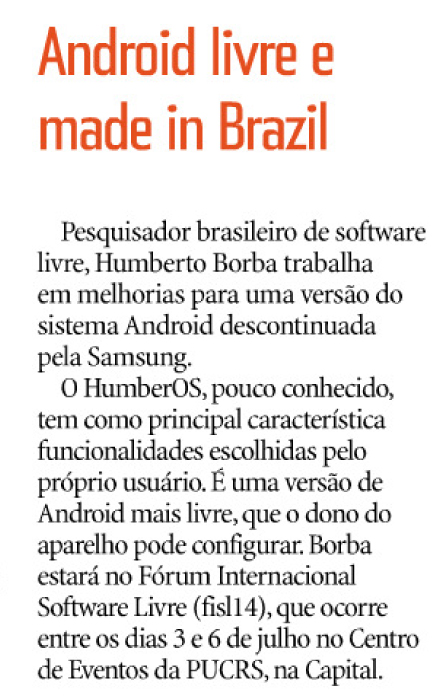 Android livre e
made in Brazil
Pesquisador brasileiro de software
livre, Humberto Borba trabalha
em melhorias para uma versão do
sistema Android descontinuada
pela Samsung.
O HumberOS, pouco conhecido,
tem como principal característica
funcionalidades escolhidas pelo
próprio usuário. É uma versão de
Android mais livre, que o dono do
aparelho pode configurar. Borba
estará no Fórum Internacional
Software Livre (fisl14), que ocorre
entre os dias 3 e 6 de julho no Centro
de Eventos da PUCRS, na Capital.